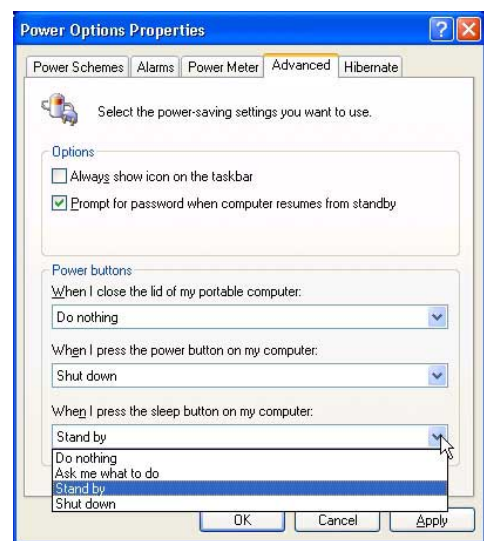 Power Options Properties
Power Schemes Alarms Power Meter Advanced Hibernate
Select the power-saving settings you want to use.
Options
Always show icon on the taskbar
Prompt for password when computer resumes from standby
Power buttons
When I close the lid of my portable computer:
Do nothing
When I press the power button on my computer:
Shut down
When I press the sleep button on my computer:
Stand by
Do nothing
Ask me what to do
Stand by
Shut down
OK Cancel Apply